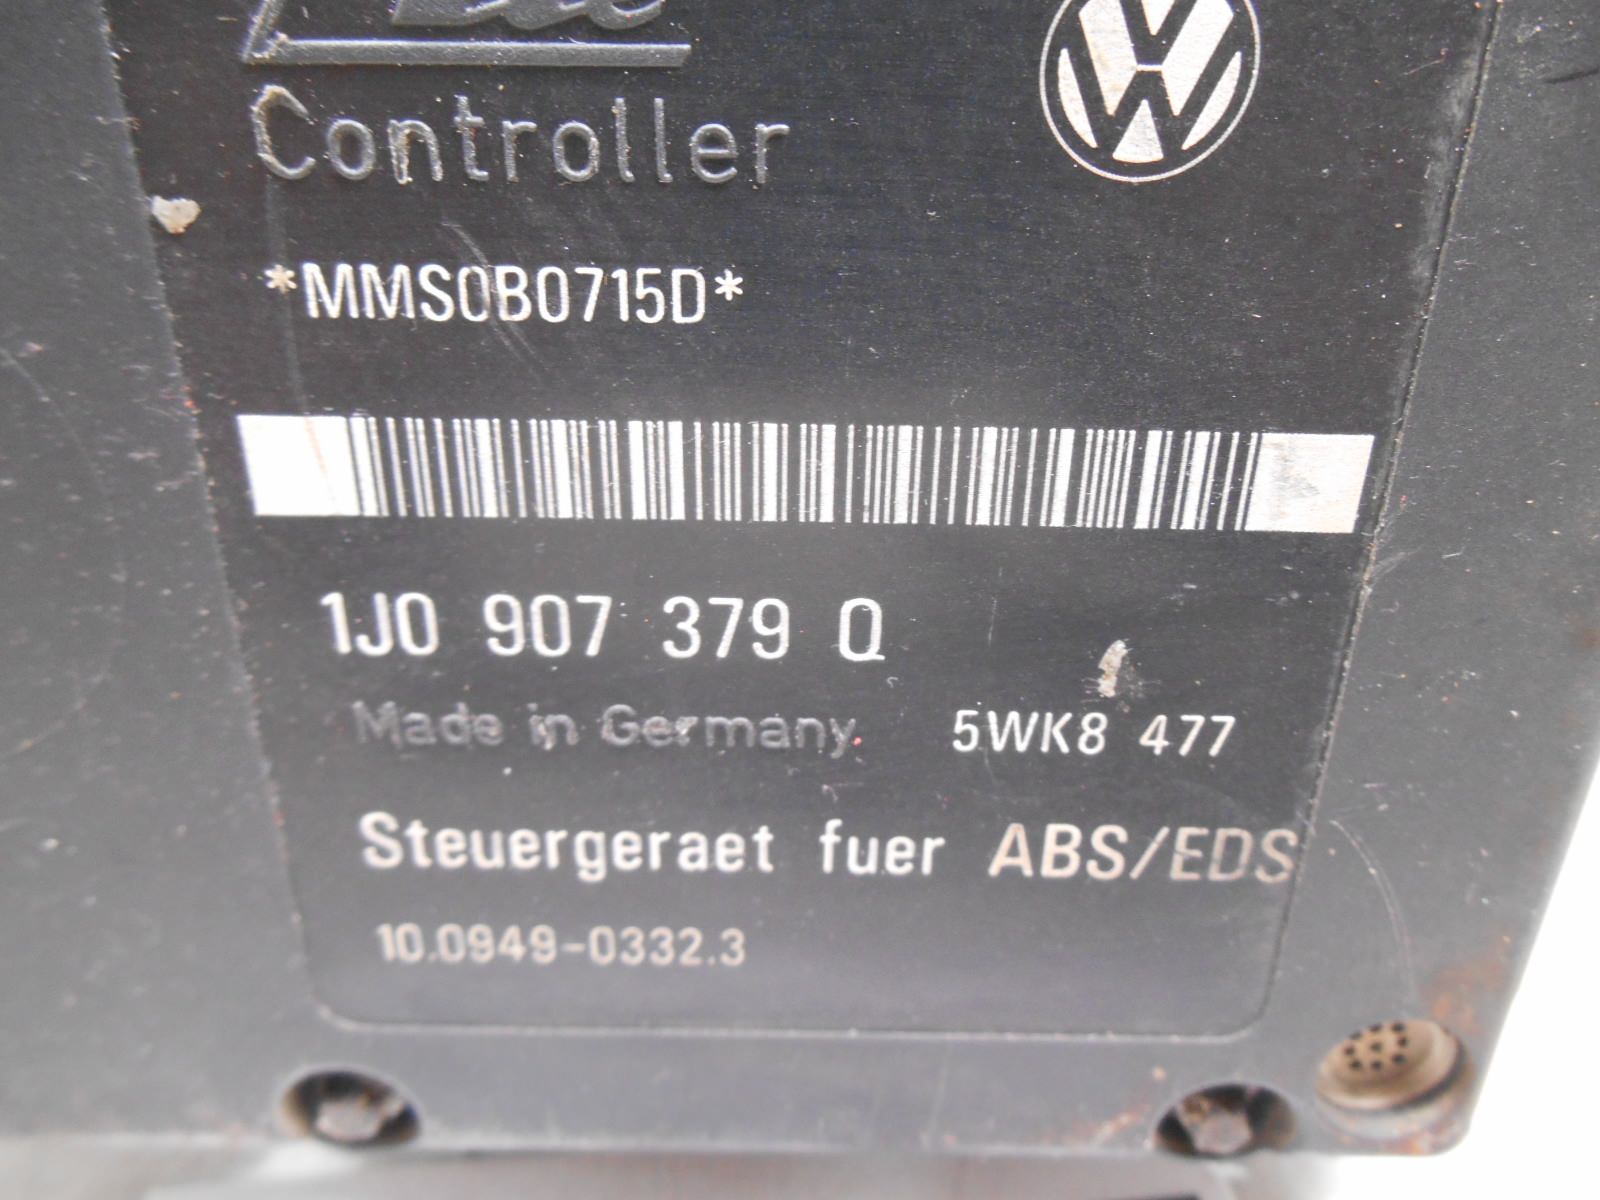 Controller
*MMS0B0715D*
1J0 907 379 Q
Made in Germany 5WK8 477
Steuergeraet fuer ABS/EDS
10.0949-0332.3